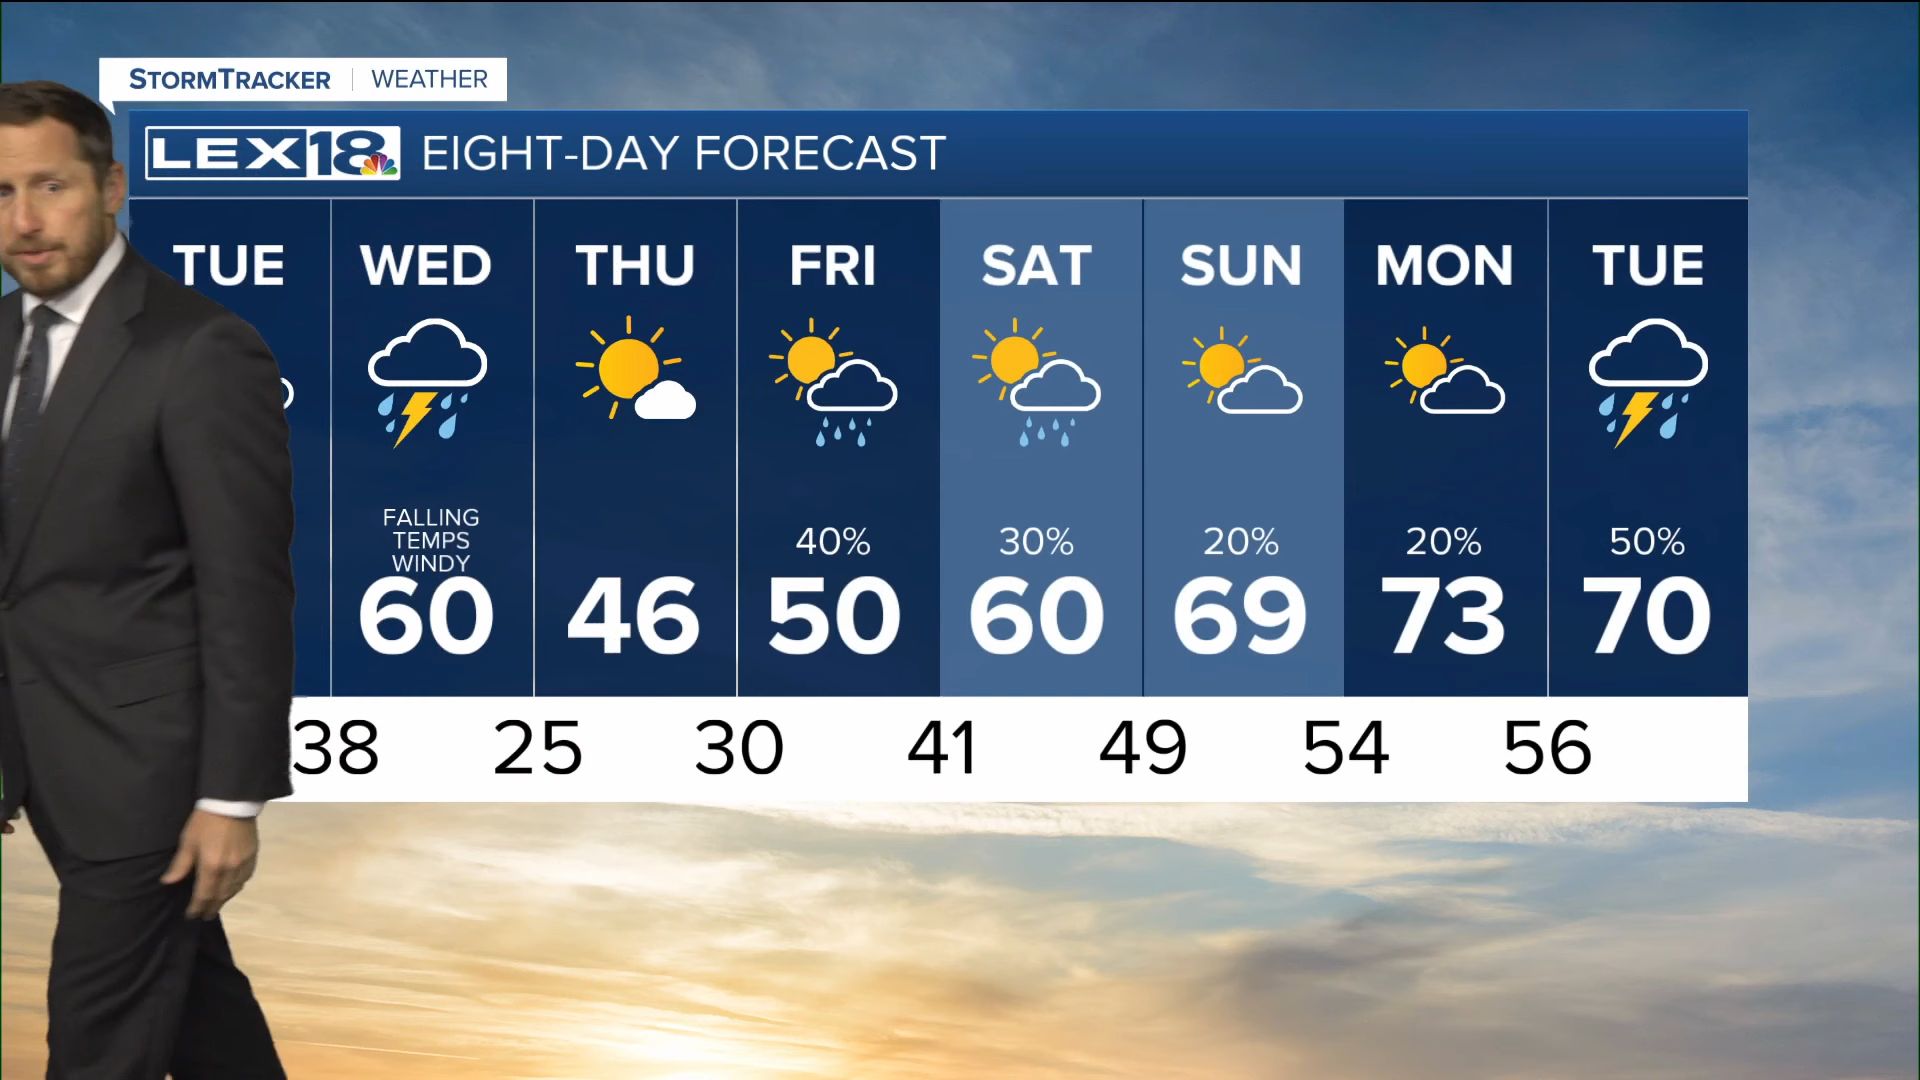 STORMTRACKER | WEATHER
LEX18 EIGHT-DAY FORECAST
TUE WED THU FRI SAT SUN MON TUE
FALLING
TEMPS
WINDY
40% 30% 20% 20% 50%
60 46 50 60 69 73 70
38 25 30 41 49 54 56